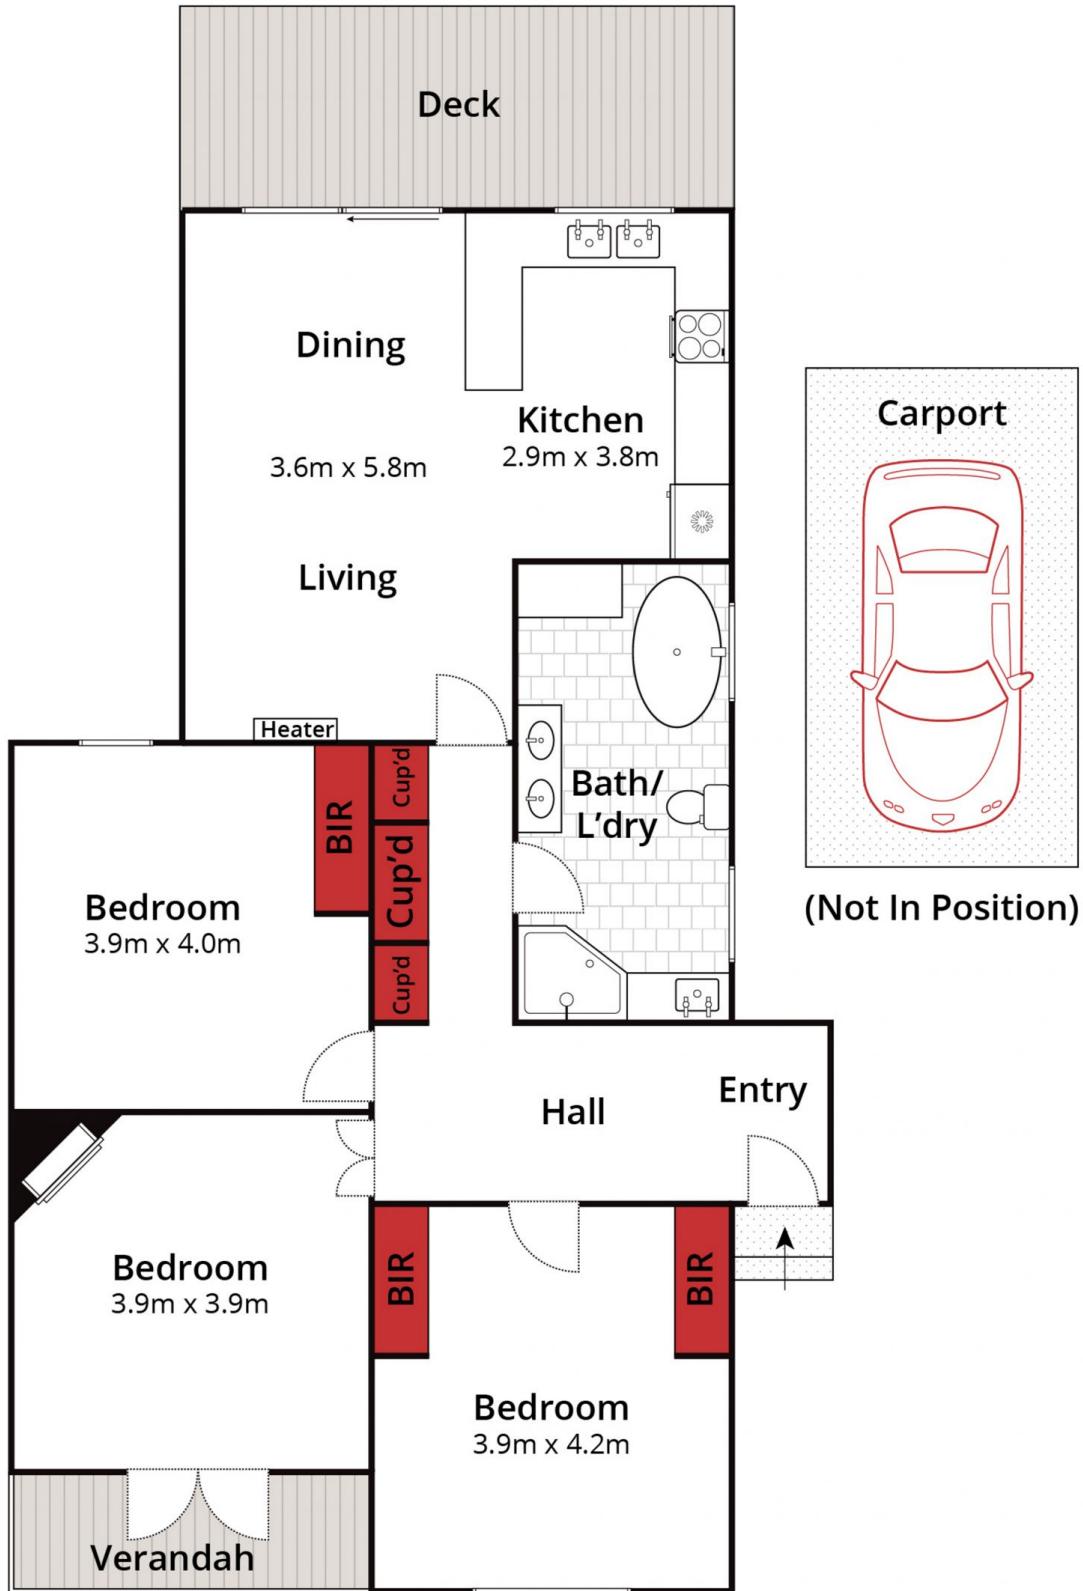 Deck
Dining
Kitchen
2.9m x 3.8m
3.6m x 5.8m
Living
Heater
Carport
(Not In Position)
Bath/
L'dry
BIR
Cup'd
Cup'd
Cup'd
Bedroom
3.9m x 4.0m
Hall
Entry
Bedroom
3.9m x 3.9m
BIR
BIR
Bedroom
3.9m x 4.2m
Verandah